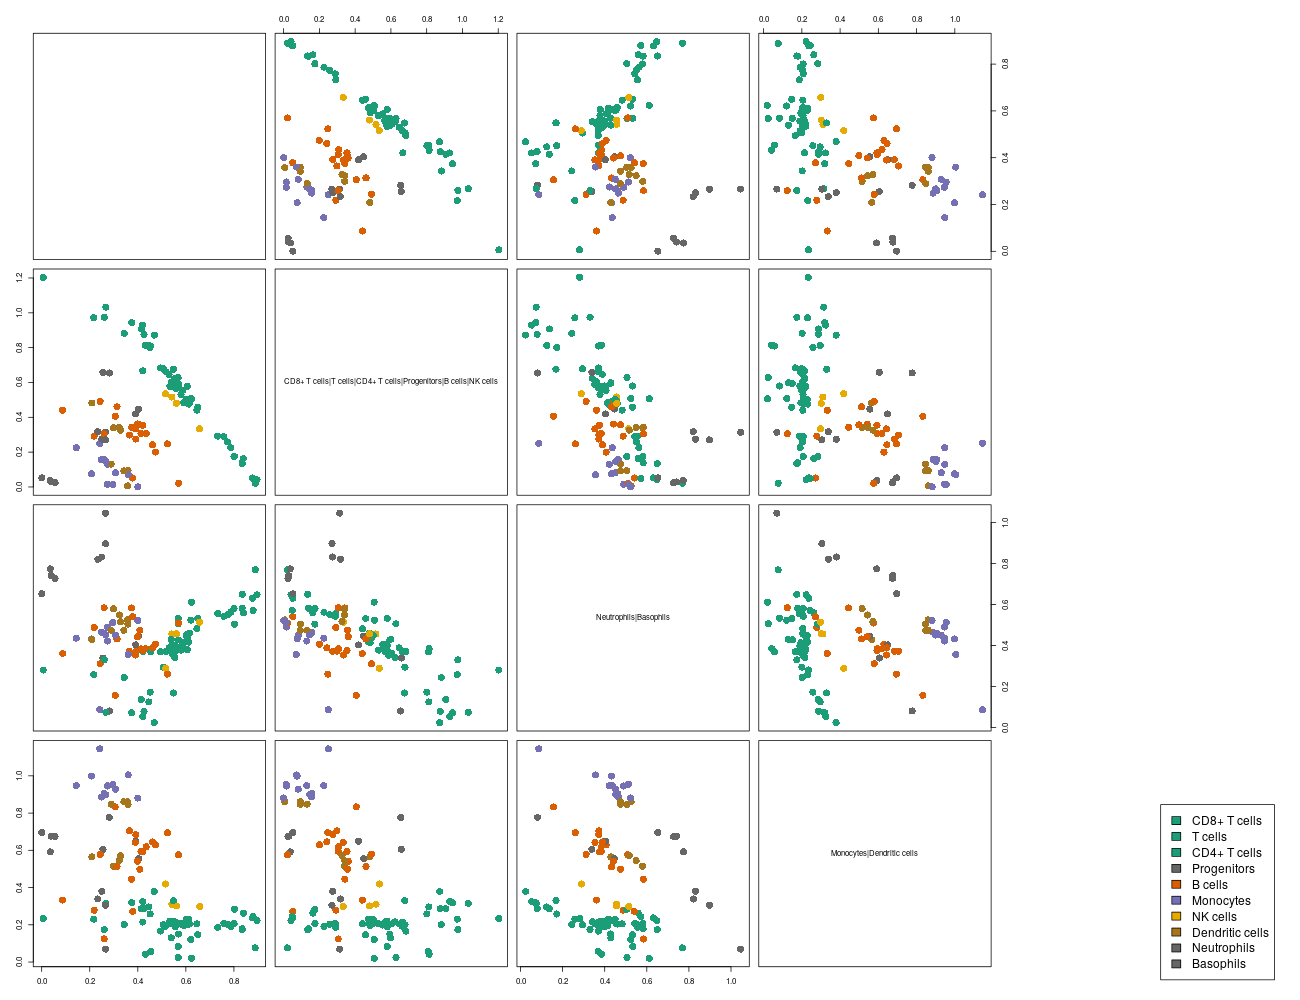 0.0 0.2 0.4 0.6 0.8 1.0 1.2
0.0 0.2 0.4 0.6 0.8 1.0
0.0 0.2 0.4 0.6 0.8
0.0 0.2 0.4 0.6 0.8 1.0 1.2
CD8+ T cells|T cells|CD4+ T cells|Progenitors|B cells|NK cells
Neutrophils|Basophils
0.0 0.2 0.4 0.6 0.8 1.0
0.0 0.2 0.4 0.6 0.8 1.0
Monocytes|Dendritic cells
0.0 0.2 0.4 0.6 0.8
0.0 0.2 0.4 0.6 0.8 1.0
CD8+ T cells
T cells
CD4+ T cells
Progenitors
B cells
Monocytes
NK cells
Dendritic cells
Neutrophils
Basophils